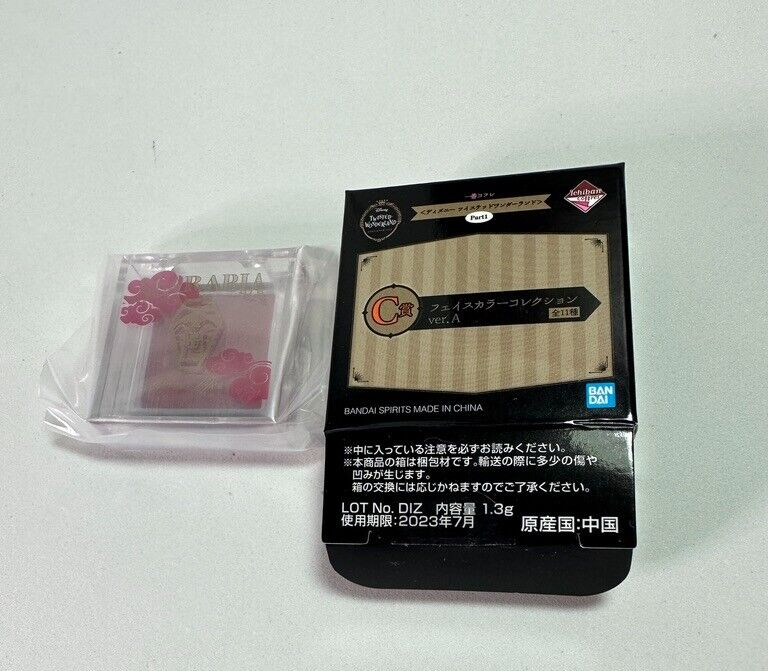 RABIA
一番コフレ
Disney
TWISTED
WONDERLAND
<ディズニー ツイステッドワンダーランド>
Part1
Ichiban
coffret
C賞
フェイスカラーコレクション
ver.A
全11種
BAN
DAI
BANDAI SPIRITS MADE IN CHINA
※中に入っている注意を必ずお読みください。
※本商品の箱は梱包材です。輸送の際に多少の傷や
凹みが生じます。
箱の交換には応じかねますのでご了承ください。
LOT No. DIZ 内容量 1.3g
使用期限:2023年7月
原産国:中国